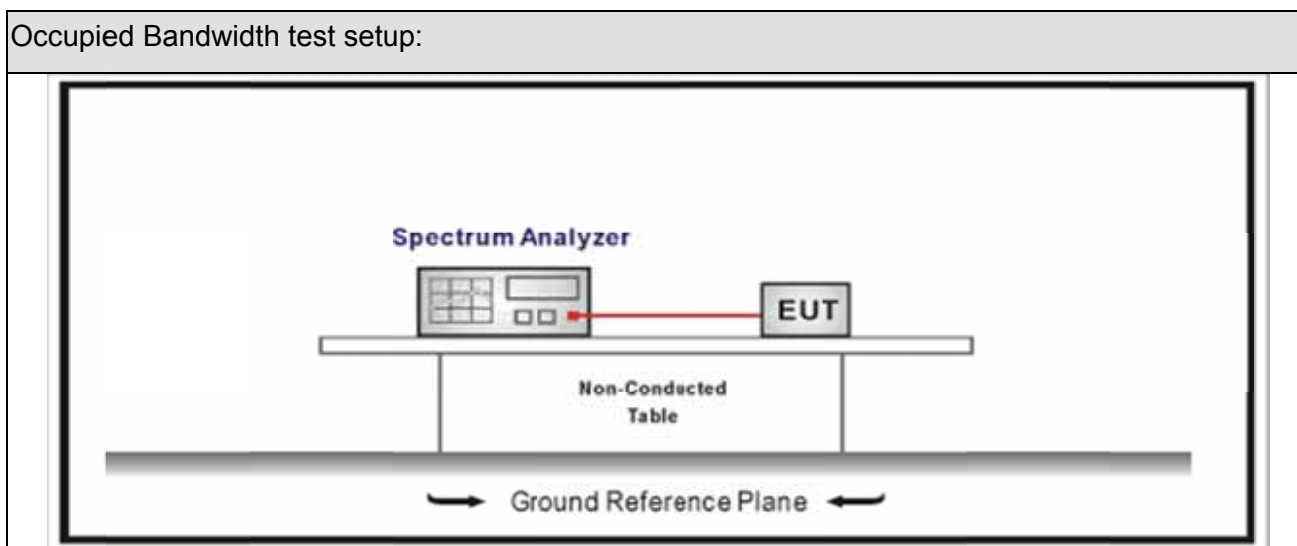 Occupied Bandwidth test setup:
Spectrum Analyzer
EUT
Non-Conducted
Table
Ground Reference Plane